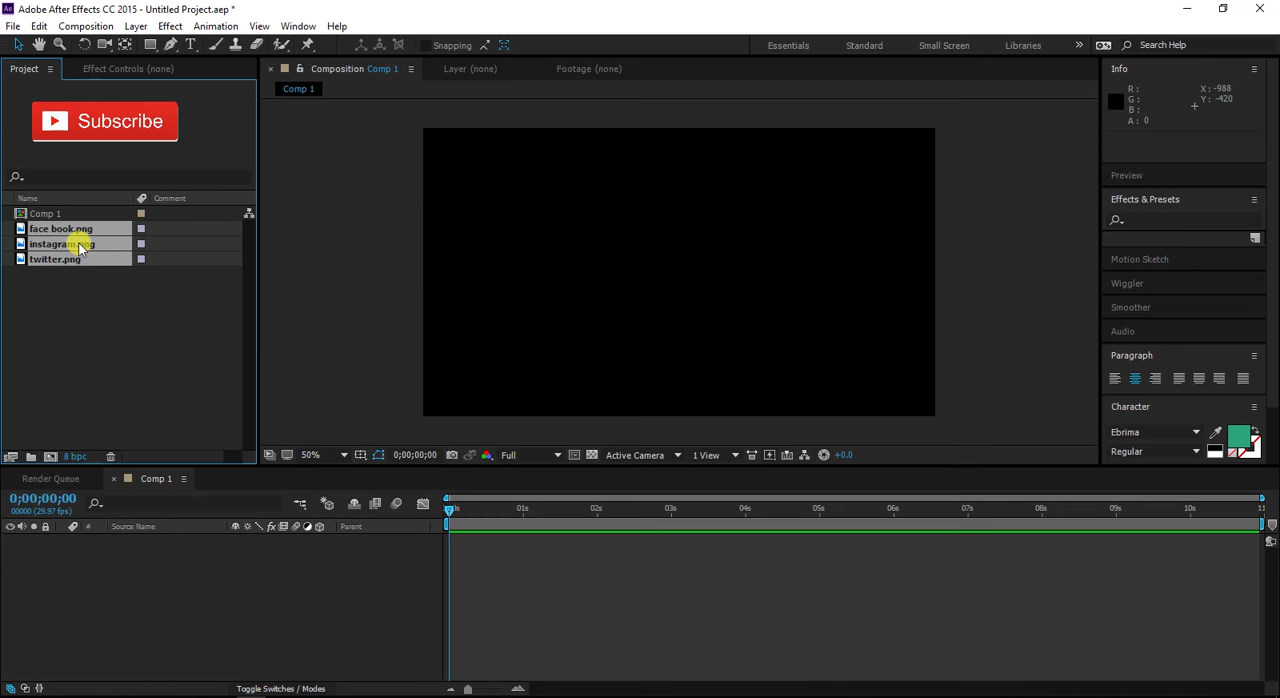 Ae Adobe After Effects CC 2015 - Untitled Project.aep *
File Edit Composition Layer Effect Animation View Window Help
Snapping Essentials Standard Small Screen Libraries Search Help
Project Effect Controls (none) Composition Comp 1 Layer (none) Footage (none) Info
Comp 1
R: X: -988
G: Y: -420
B:
A: 0
Subscribe
Preview
Effects & Presets
Name Comment
Comp 1
face book.png
instagram.png
twitter.png
Motion Sketch
Wiggler
Smoother
Audio
Paragraph
Character
Ebrima
Regular
8 bpc 50% 0;00;00;00 Full Active Camera 1 View +0.0
Render Queue Comp 1
0;00;00;00
00000 (29.97 fps)
01s 02s 03s 04s 05s 06s 07s 08s 09s 10s 11
# Source Name fx Parent
Toggle Switches / Modes